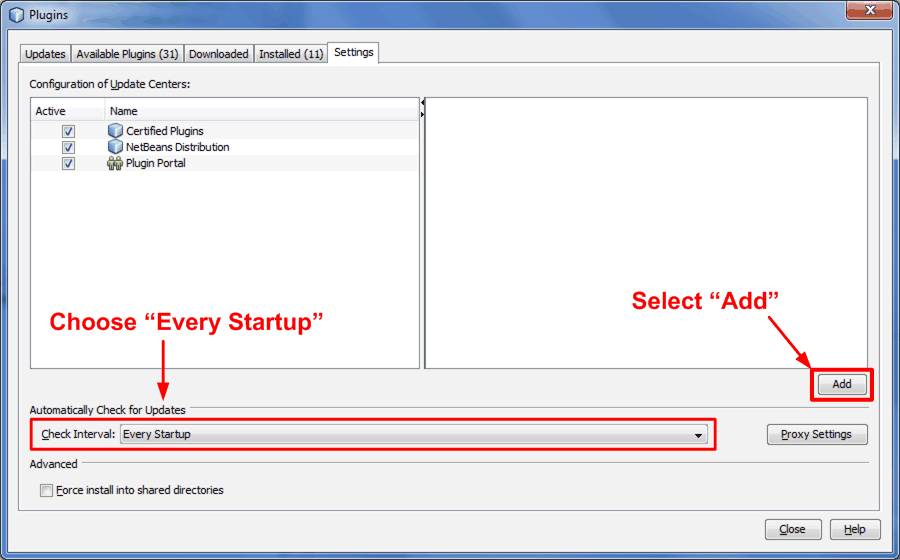 Plugins
Updates Available Plugins (31) Downloaded Installed (11) Settings
Configuration of Update Centers:
Active Name
Certified Plugins
NetBeans Distribution
Plugin Portal
Select “Add”
Choose “Every Startup”
Add
Automatically Check for Updates
Check Interval: Every Startup
Proxy Settings
Advanced
Force install into shared directories
Close Help